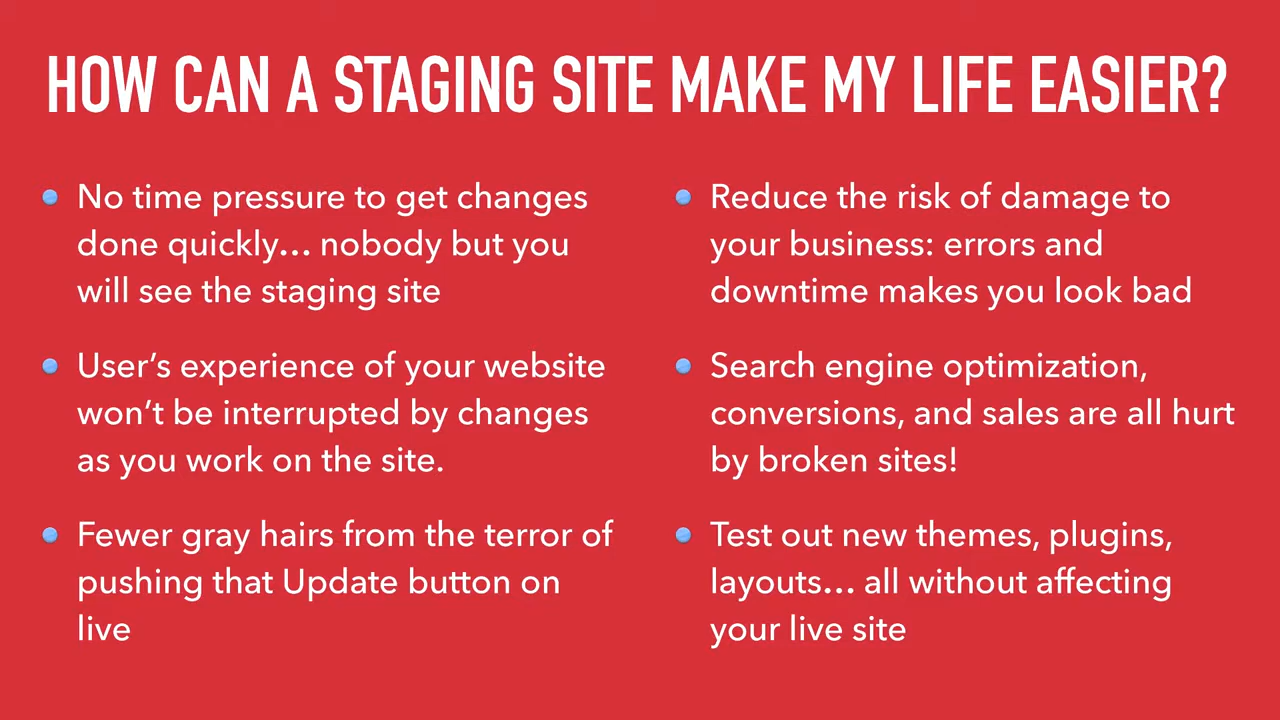 HOW CAN A STAGING SITE MAKE MY LIFE EASIER?
No time pressure to get changes
done quickly... nobody but you
will see the staging site
User's experience of your website
won't be interrupted by changes
as you work on the site.
Fewer gray hairs from the terror of
pushing that Update button on
live
Reduce the risk of damage to
your business: errors and
downtime makes you look bad
Search engine optimization,
conversions, and sales are all hurt
by broken sites!
Test out new themes, plugins,
layouts... all without affecting
your live site